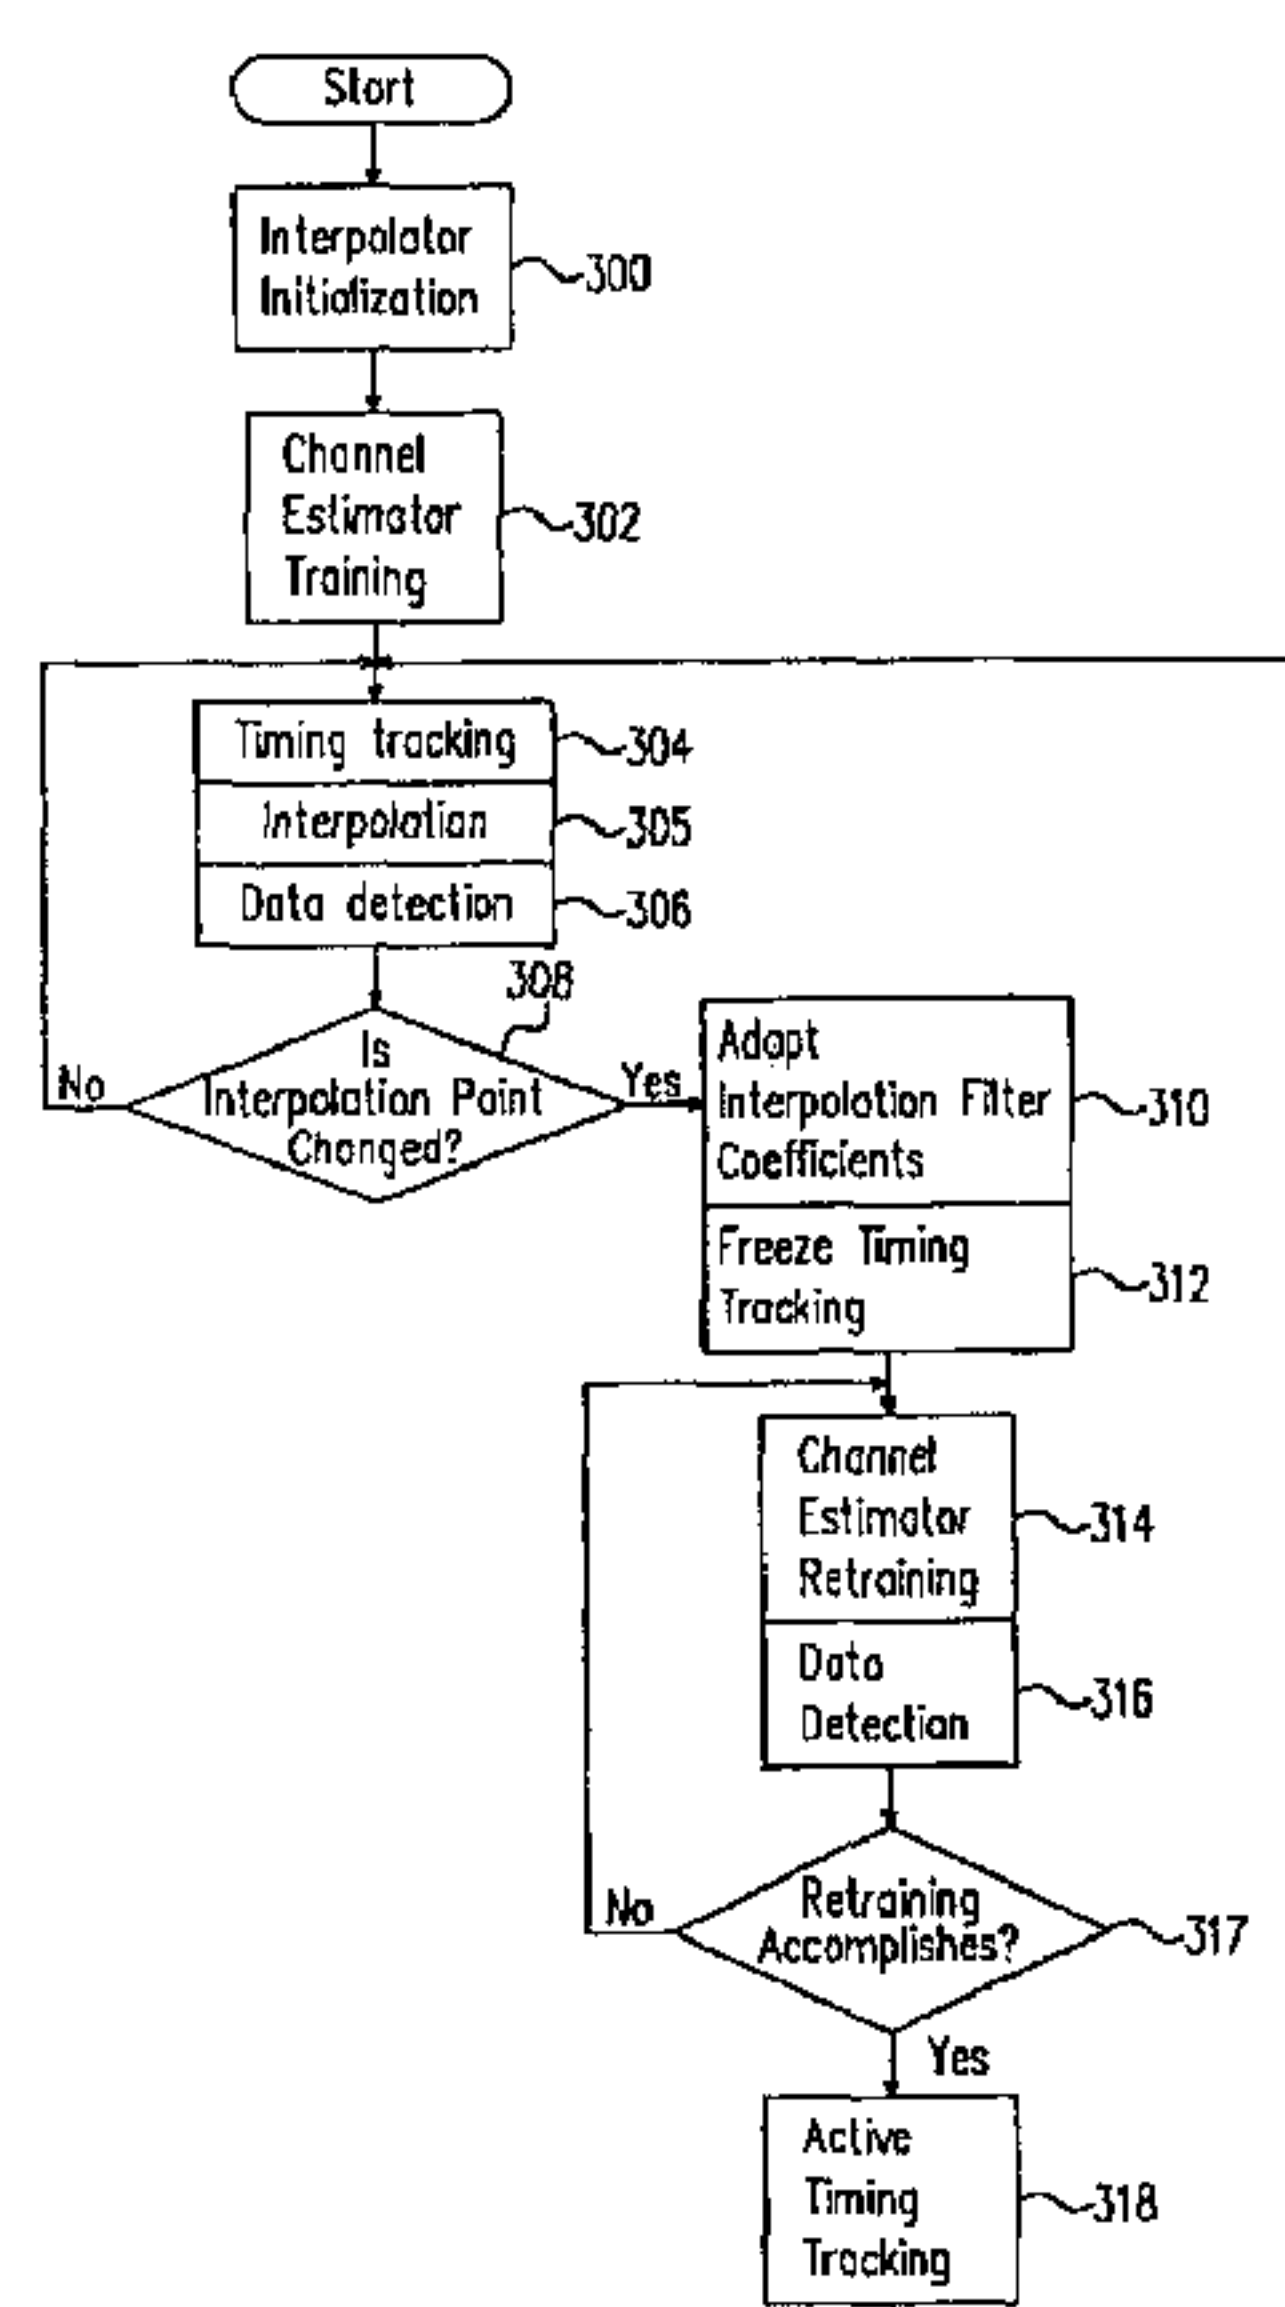 Start
Interpolator
Initialization
300
Channel
Estimator
Training
302
Timing tracking
304
Interpolation
305
Data detection
306
308
Is
Interpolation Point
Changed?
No
Yes
Adapt
Interpolation Filter
Coefficients
310
Freeze Timing
Tracking
312
Channel
Estimator
Retraining
314
Data
Detection
316
Retraining
Accomplishes?
317
No
Yes
Active
Timing
Tracking
318